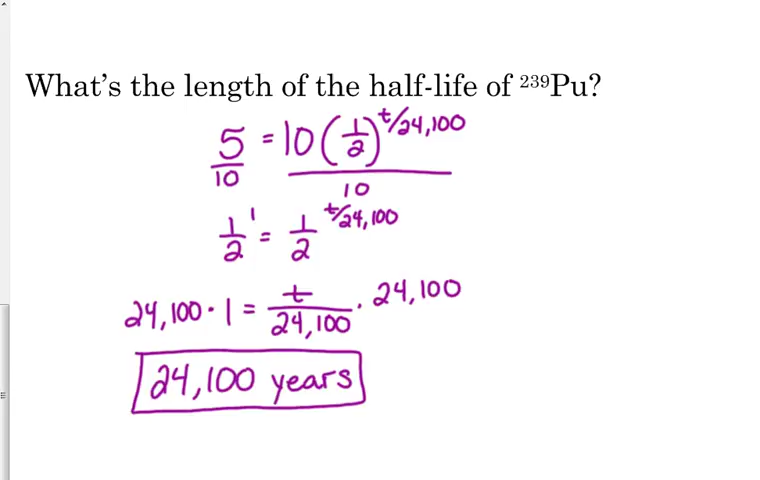 What's the length of the half-life of ²³⁹Pu?
5/10 = 10(1/2)^t/24,100 / 10
1/2^1 = 1/2^t/24,100
24,100 · 1 = t/24,100 · 24,100
24,100 years